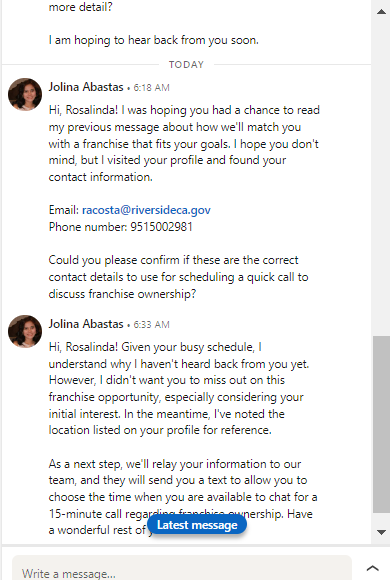 more detail?
I am hoping to hear back from you soon.
TODAY
Jolina Abastas • 6:18 AM
Hi, Rosalinda! I was hoping you had a chance to read
my previous message about how we'll match you
with a franchise that fits your goals. I hope you don't
mind, but I visited your profile and found your
contact information.
Email: racosta@riversideca.gov
Phone number: 9515002981
Could you please confirm if these are the correct
contact details to use for scheduling a quick call to
discuss franchise ownership?
Jolina Abastas • 6:33 AM
Hi, Rosalinda! Given your busy schedule, I
understand why I haven't heard back from you yet.
However, I didn't want you to miss out on this
franchise opportunity, especially considering your
initial interest. In the meantime, I've noted the
location listed on your profile for reference.
As a next step, we'll relay your information to our
team, and they will send you a text to allow you to
choose the time when you are available to chat for a
15-minute call regarding franchise ownership. Have
a wonderful rest of
Latest message
Write a message...